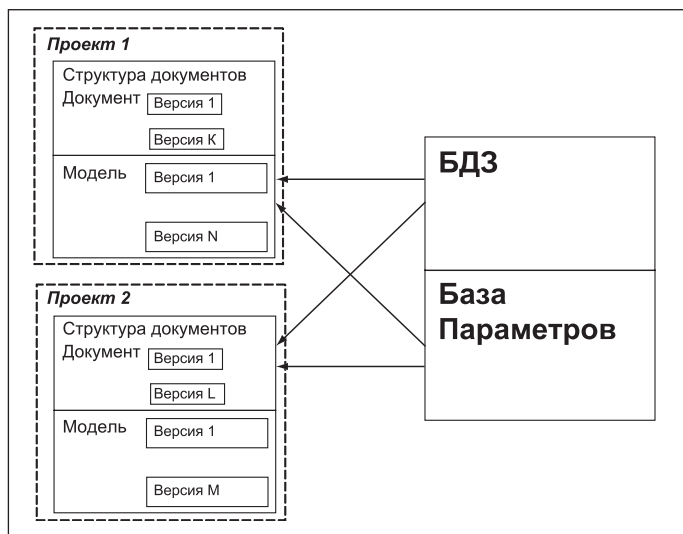 Проект 1
Структура документов
Документ
Версия 1
Версия К
Модель
Версия 1
Версия N
Проект 2
Структура документов
Документ
Версия 1
Версия L
Модель
Версия 1
Версия М
БДЗ
База
Параметров